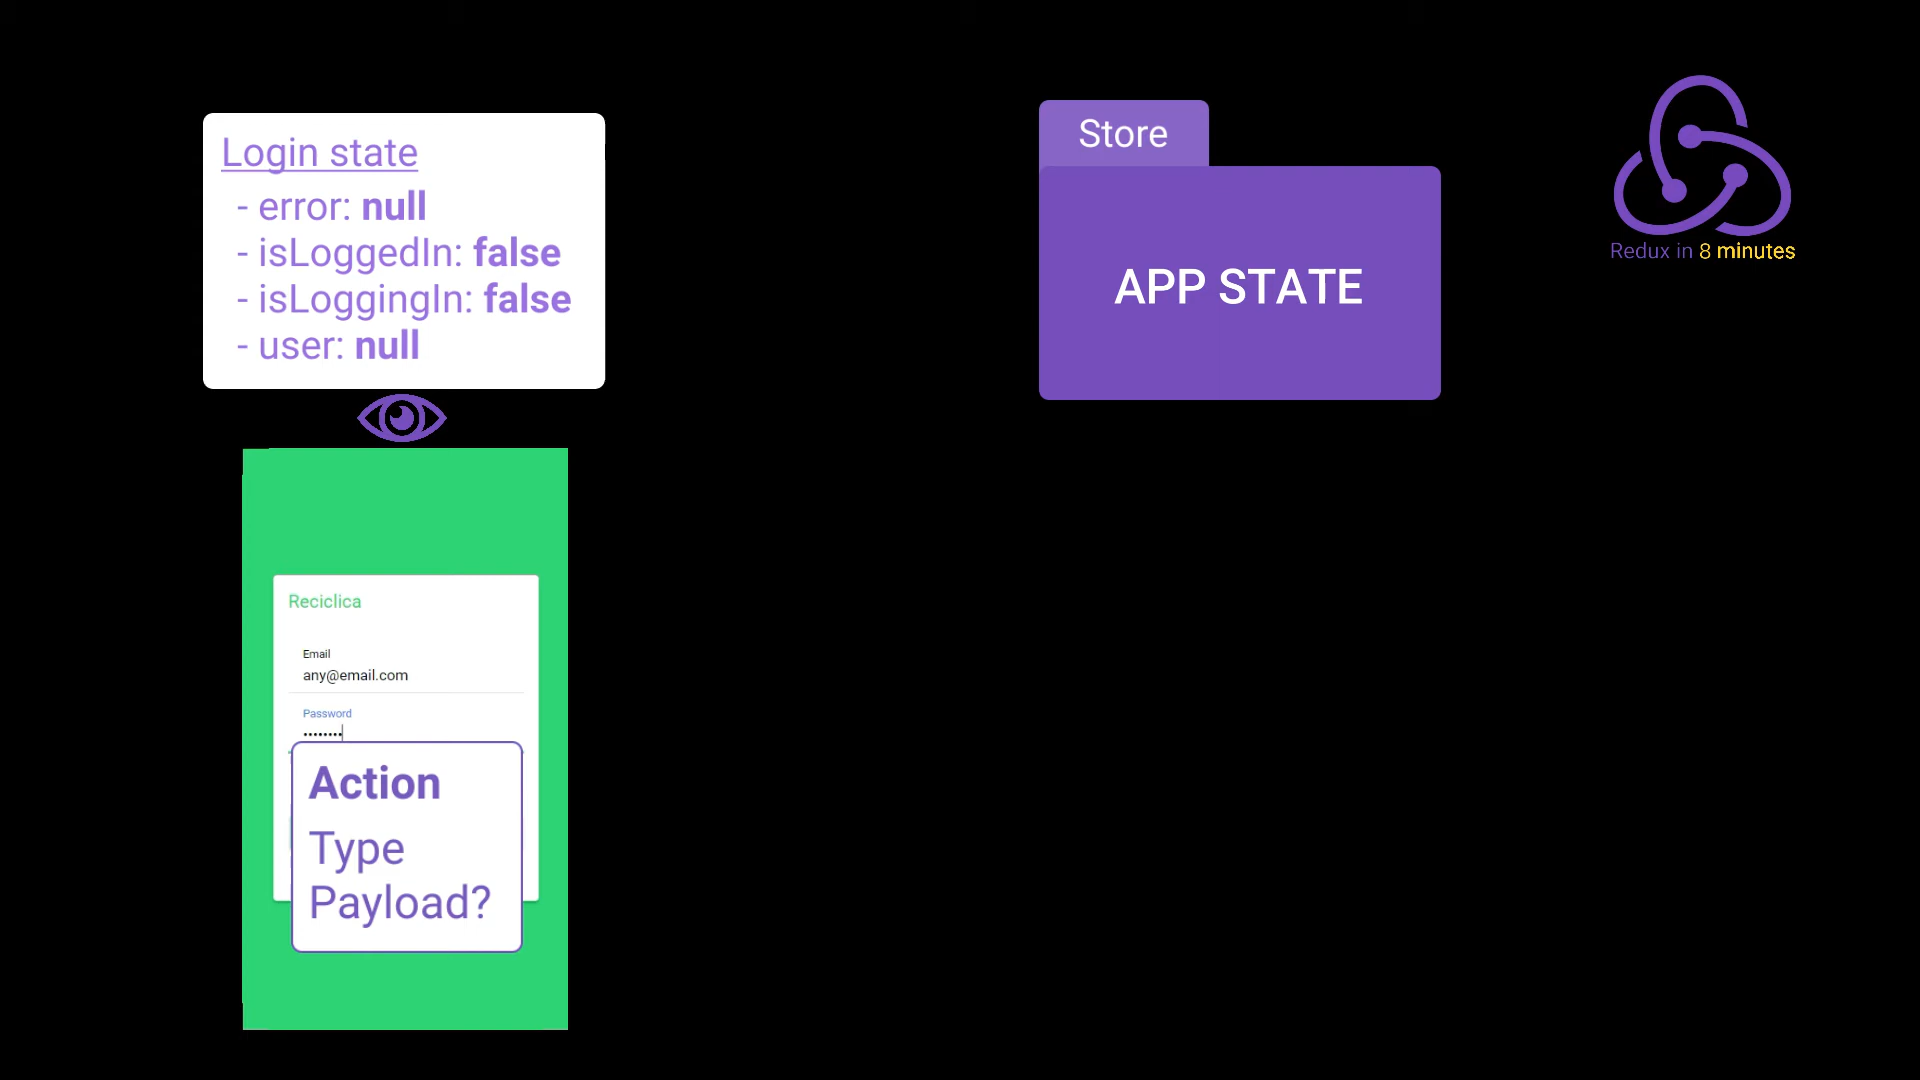 Login state
- error: null
- isLoggedIn: false
- isLoggingIn: false
- user: null
Store
APP STATE
Redux in 8 minutes
Reciclica
Email
any@email.com
Password
••••••••
Action
Type
Payload?